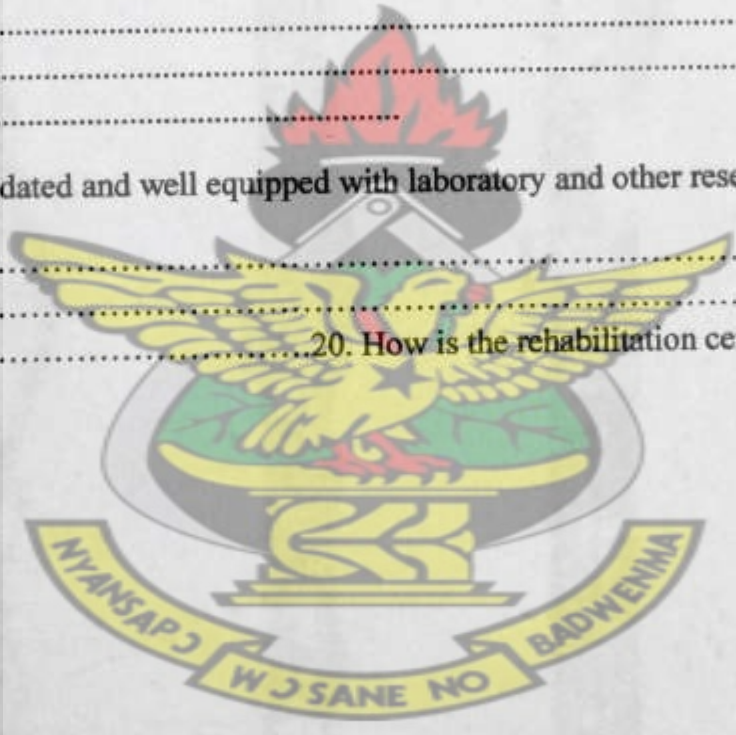 ....................................................................
....................................................................
.....................................
dated and well equipped with laboratory and other rese
....................................................................
....................................................................
..............................20. How is the rehabilitation ce
NYANSAPƆ
WƆSANE NO
BADWENMA